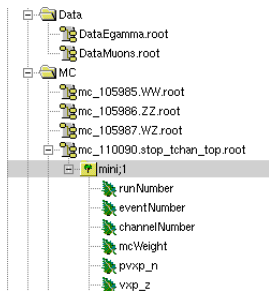 Data
DataEgamma.root
DataMuons.root
MC
mc_105985.WW.root
mc_105986.ZZ.root
mc_105987.WZ.root
mc_110090.stop_tchan_top.root
mini;1
runNumber
eventNumber
channelNumber
mcWeight
pvxp_n
vxp_z